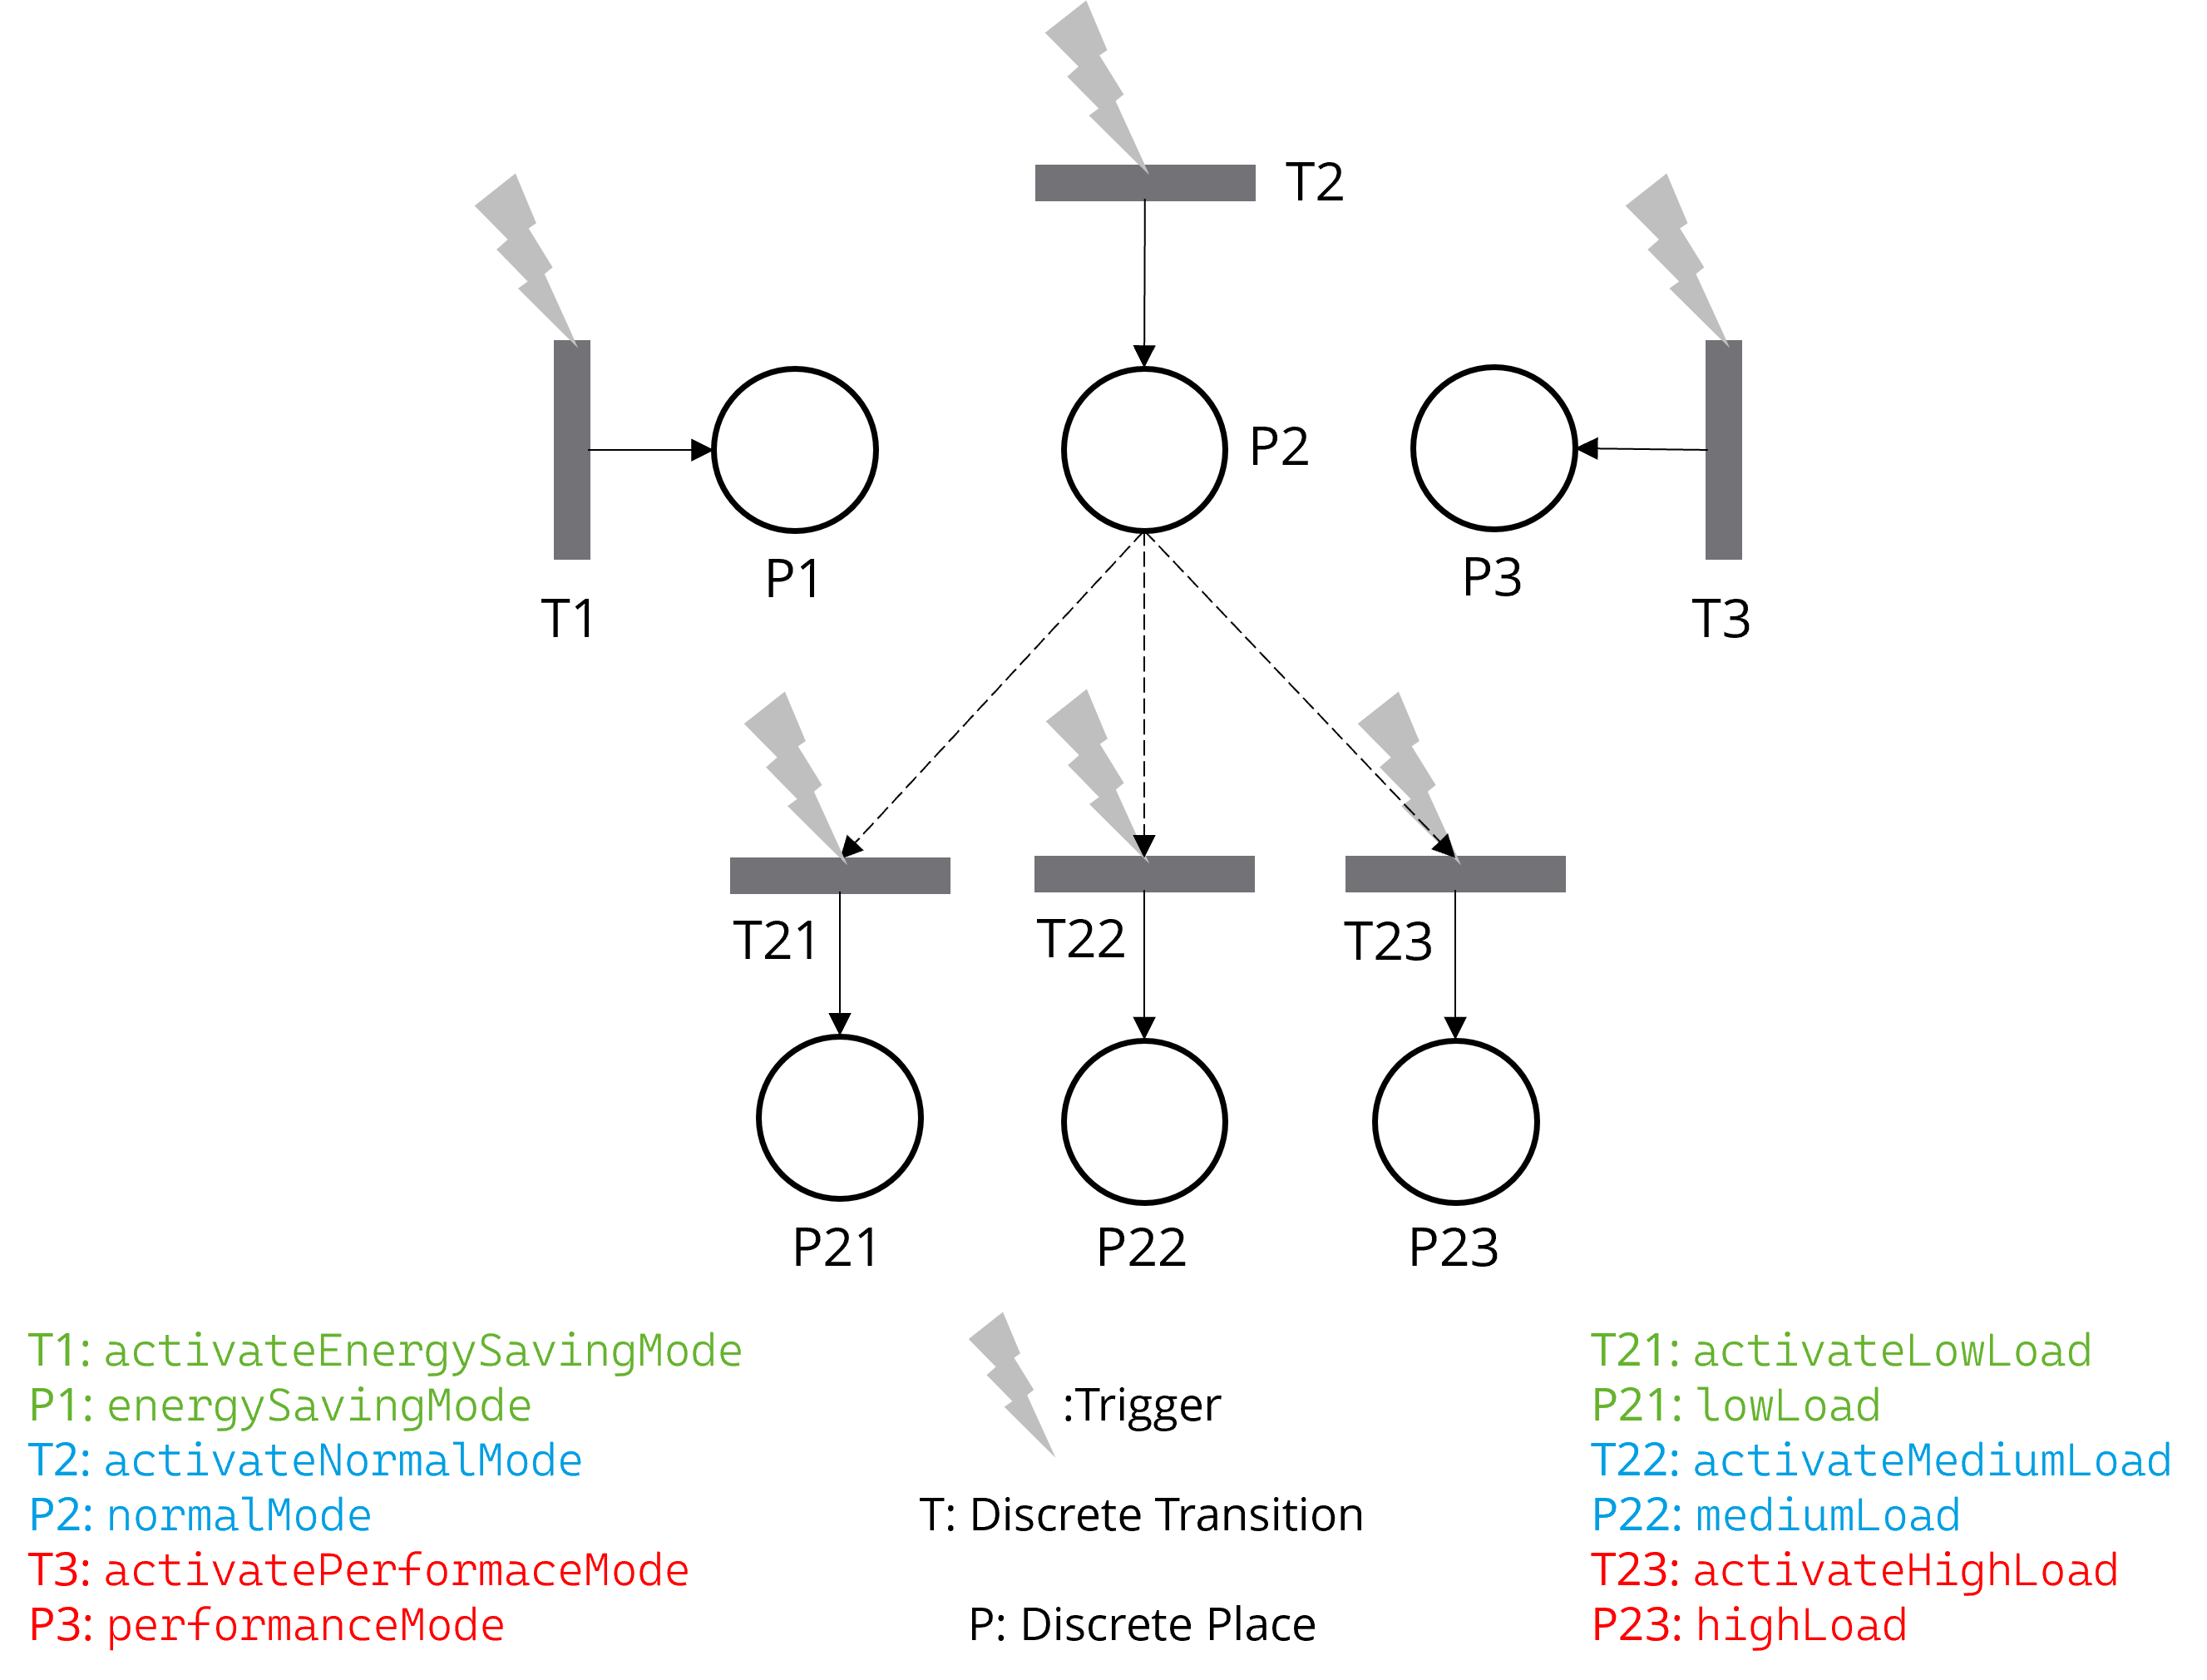 T2
P2
P1
P3
T1
T3
T21
T22
T23
P21
P22
P23
T1: activateEnergySavingMode
P1: energySavingMode
T2: activateNormalMode
P2: normalMode
T3: activatePerformaceMode
P3: performanceMode
:Trigger
T: Discrete Transition
P: Discrete Place
T21: activateLowLoad
P21: lowLoad
T22: activateMediumLoad
P22: mediumLoad
T23: activateHighLoad
P23: highLoad